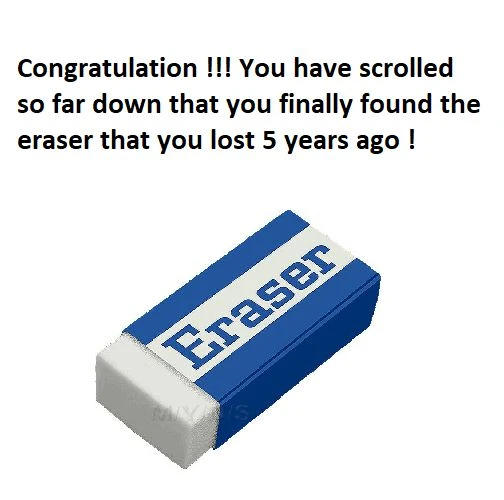 Congratulation !!! You have scrolled
so far down that you finally found the
eraser that you lost 5 years ago !
Eraser